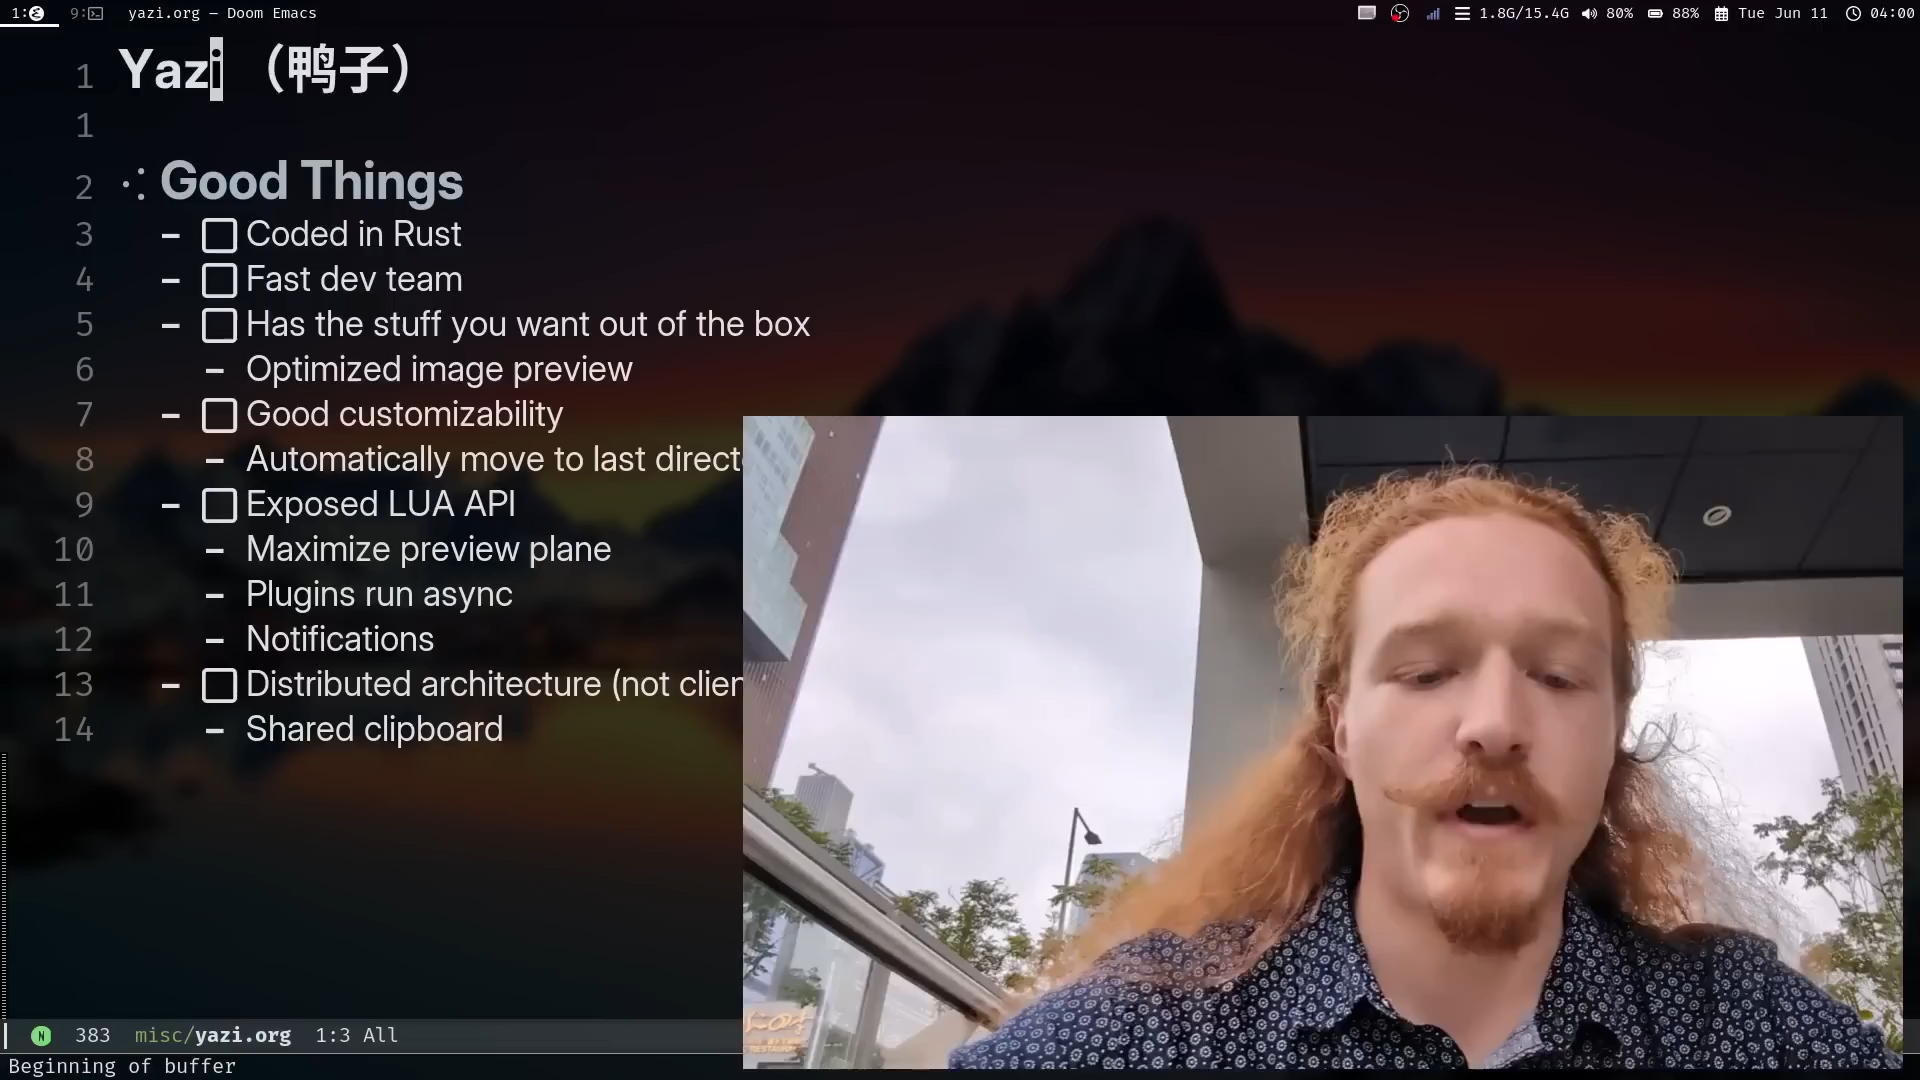 1: 9: yazi.org – Doom Emacs 1.8G/15.4G 80% 88% Tue Jun 11 04:00
1 Yazi (鸭子)
1
2 Good Things
3 – Coded in Rust
4 – Fast dev team
5 – Has the stuff you want out of the box
6 – Optimized image preview
7 – Good customizability
8 – Automatically move to last direct
9 – Exposed LUA API
10 – Maximize preview plane
11 – Plugins run async
12 – Notifications
13 – Distributed architecture (not clien
14 – Shared clipboard
N 383 misc/yazi.org 1:3 All
Beginning of buffer